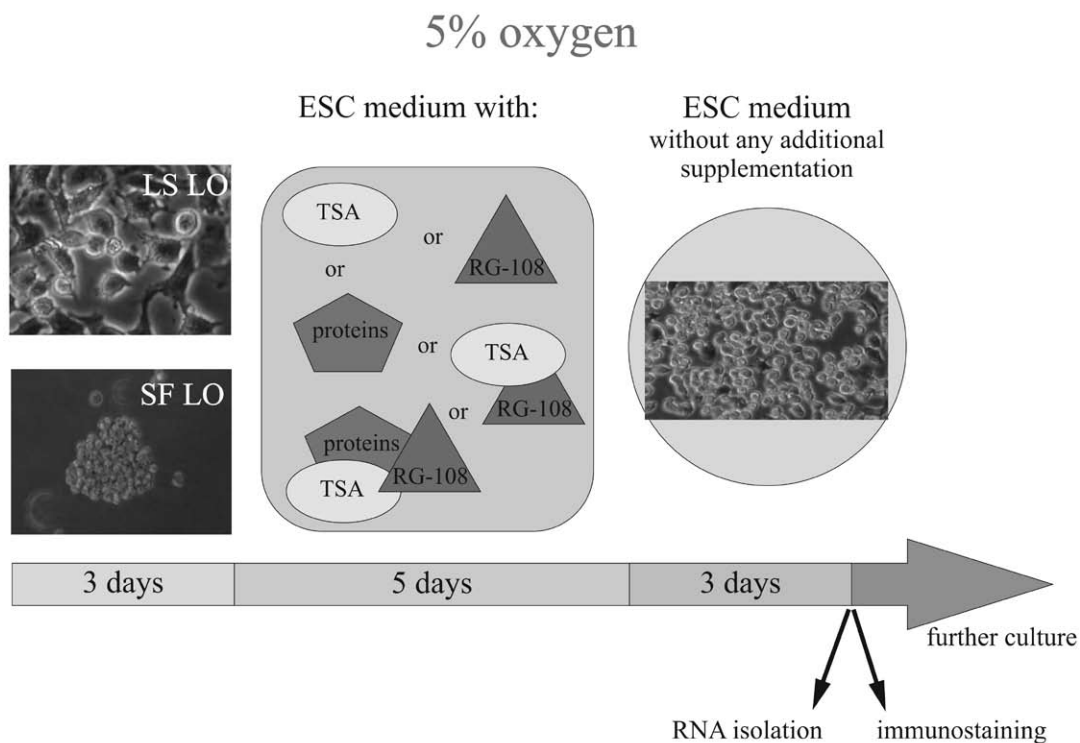 5% oxygen
ESC medium with:
ESC medium
without any additional
supplementation
LS LO
SF LO
TSA
or
RG-108
or
proteins
or
TSA
RG-108
or
proteins
RG-108
TSA
3 days
5 days
3 days
further culture
RNA isolation
immunostaining